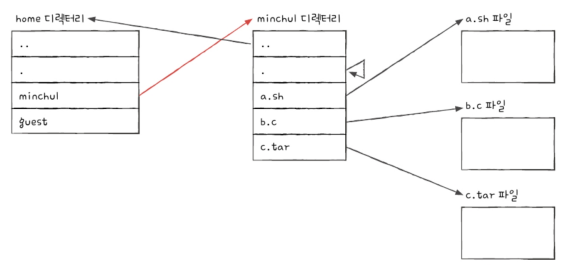 home 디렉터리
..
.
minchul
guest
minchul 디렉터리
..
.
a.sh
b.c
c.tar
a.sh 파일
b.c 파일
c.tar 파일